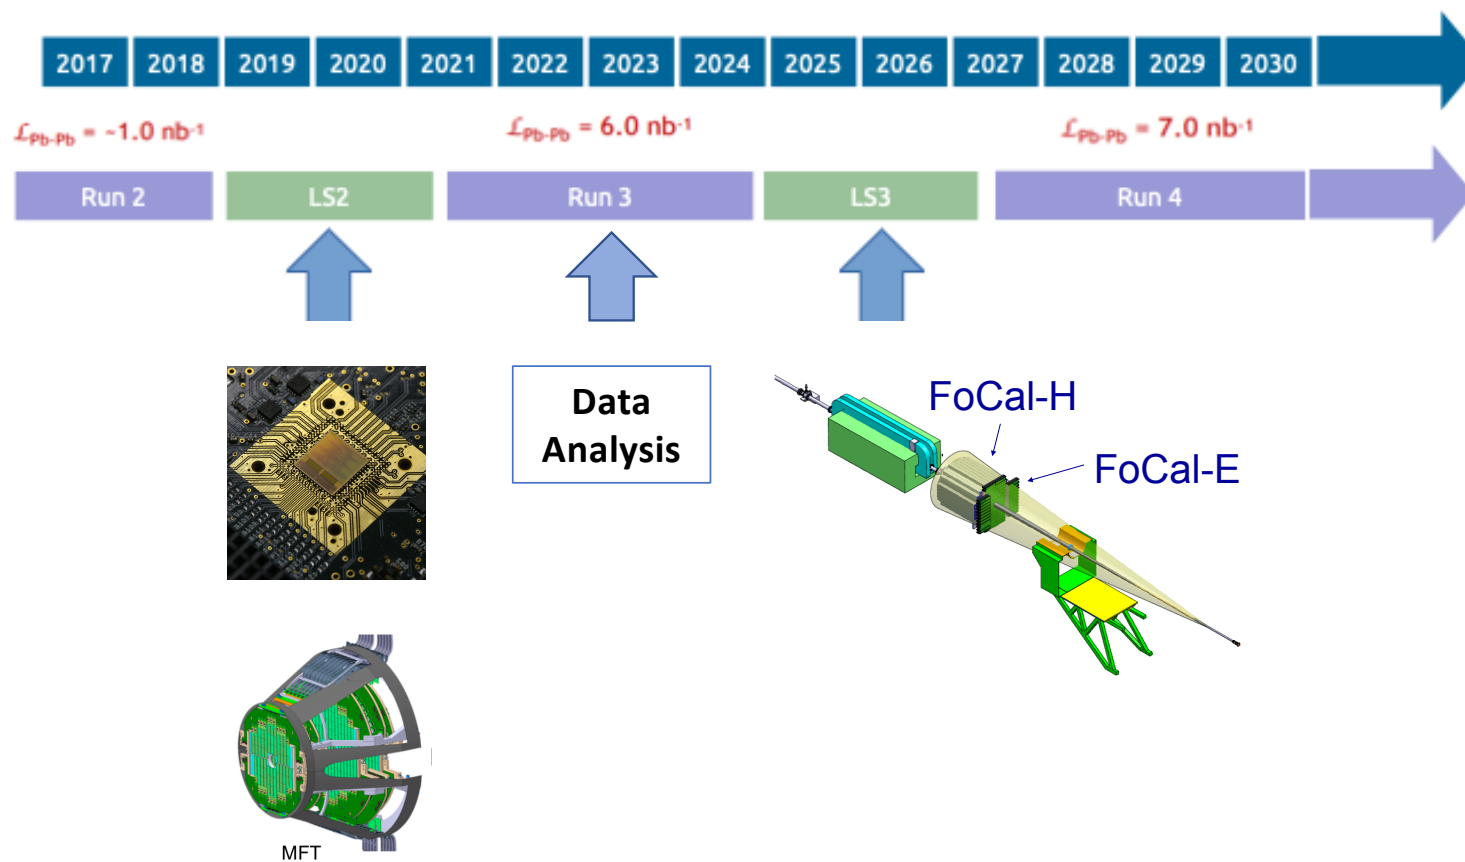 2017 2018 2019 2020 2021 2022 2023 2024 2025 2026 2027 2028 2029 2030
ℒPb-Pb = ~1.0 nb-1 ℒPb-Pb = 6.0 nb-1 ℒPb-Pb = 7.0 nb-1
Run 2 LS2 Run 3 LS3 Run 4
Data
Analysis
FoCal-H
FoCal-E
MFT